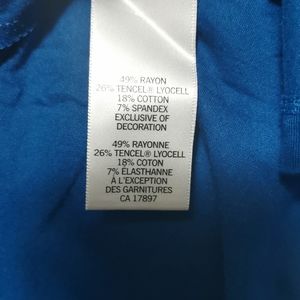 49% RAYON
26% TENCEL® LYOCELL
18% COTTON
7% SPANDEX
EXCLUSIVE OF
DECORATION
49% RAYONNE
26% TENCEL® LYOCELL
18% COTON
7% ÉLASTHANNE
À L'EXCEPTION
DES GARNITURES
CA 17897